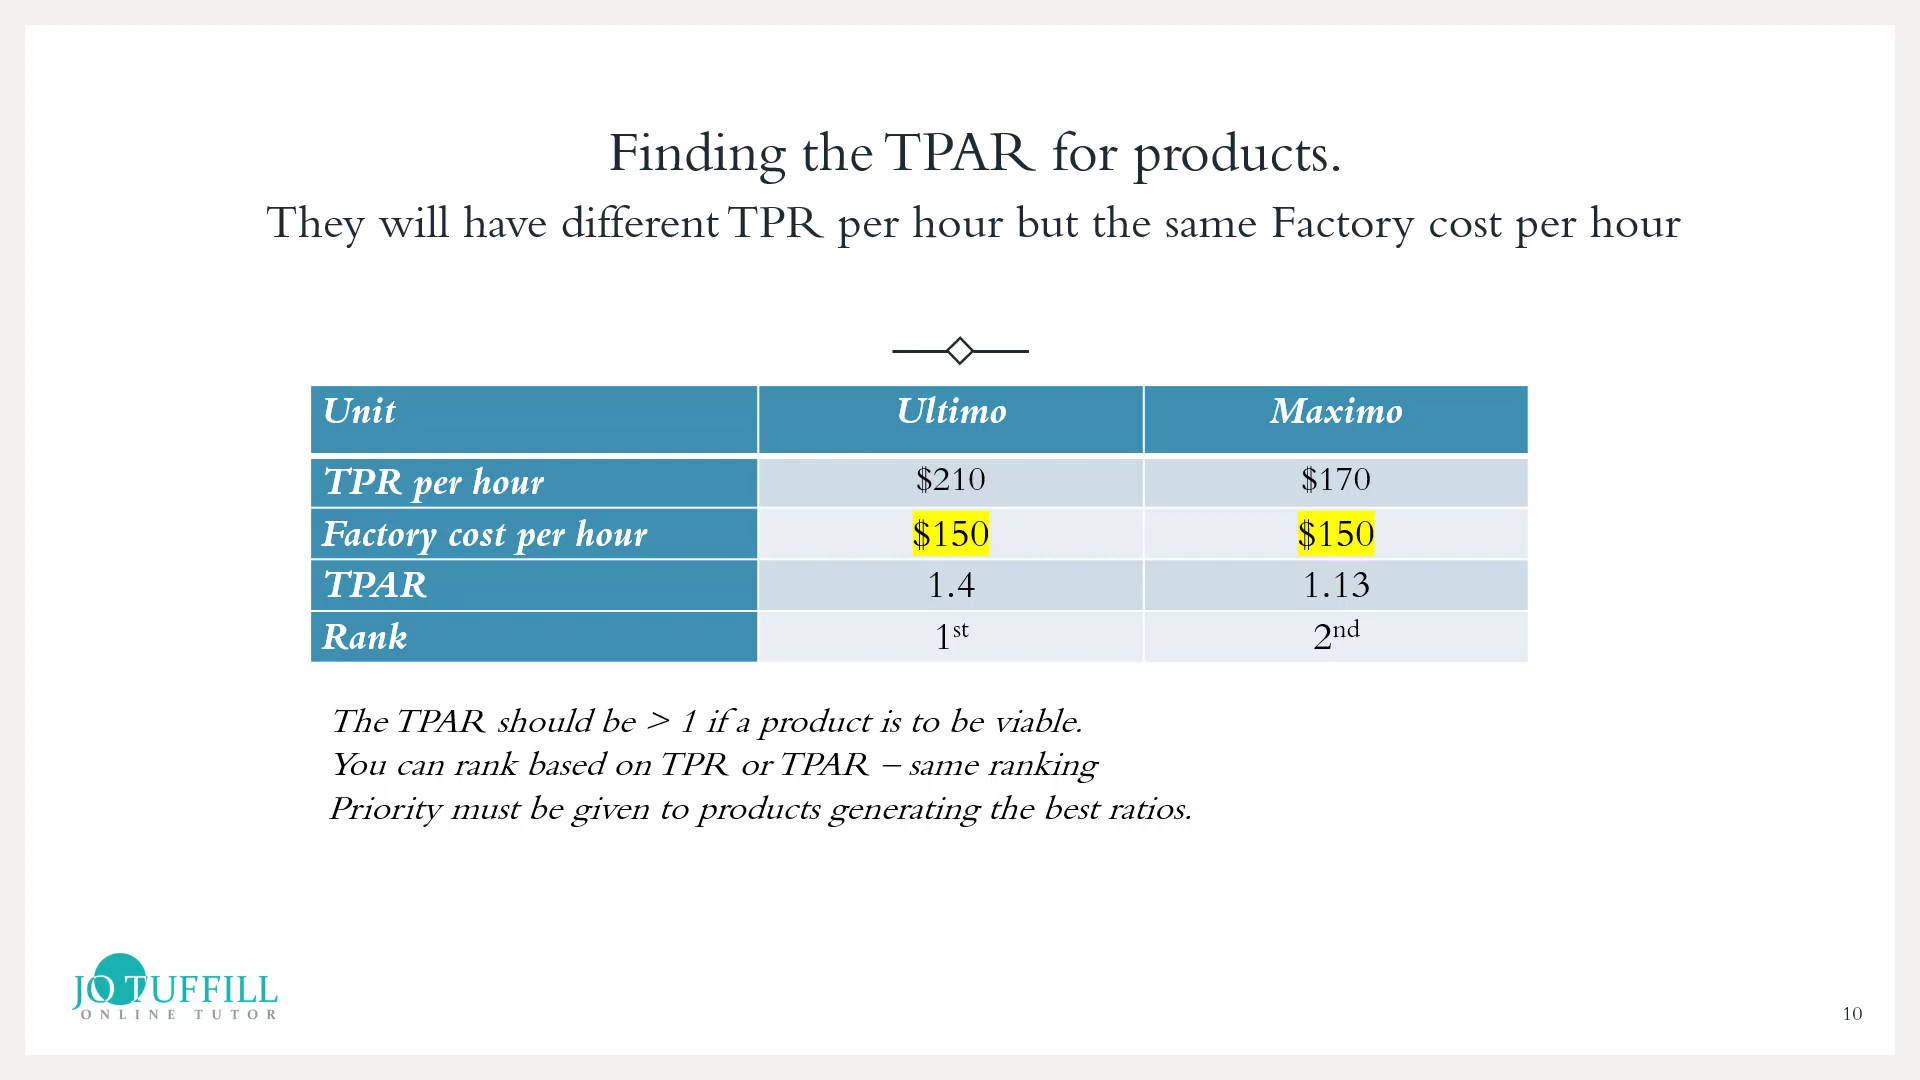 Finding the TPAR for products.
They will have different TPR per hour but the same Factory cost per hour
Unit Ultimo Maximo
TPR per hour $210 $170
Factory cost per hour $150 $150
TPAR 1.4 1.13
Rank 1st 2nd
The TPAR should be > 1 if a product is to be viable.
You can rank based on TPR or TPAR – same ranking
Priority must be given to products generating the best ratios.
JO TUFFILL
ONLINE TUTOR
10